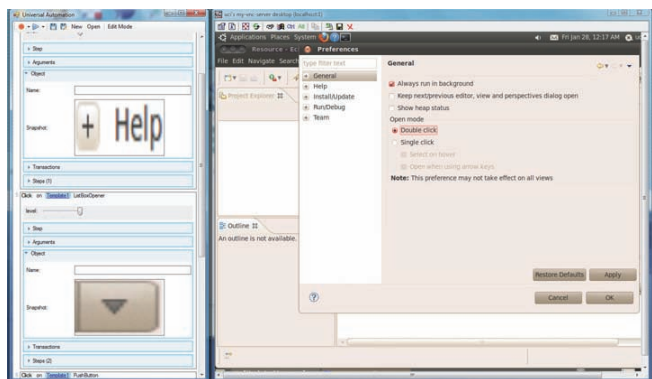 Universal Automation
New Open Edit Mode
Step
Arguments
Object
Name:
Snapshot:
+ Help
Transactions
Steps (1)
Click on Template1 ListBoxOpener
level:
Step
Arguments
Object
Name:
Snapshot:
Transactions
Steps (2)
Click on Template1 PushButton
Applications Places System
Fri Jan 28, 12:17 AM
Resource - Ec
File Edit Navigate Search
Project Explorer
Outline
An outline is not available.
Preferences
type filter text
General
Help
Install/Update
Run/Debug
Team
General
Always run in background
Keep next/previous editor, view and perspectives dialog open
Show heap status
Open mode
Double click
Single click
Select on hover
Open when using arrow keys
Note: This preference may not take effect on all views
Restore Defaults Apply
Cancel OK